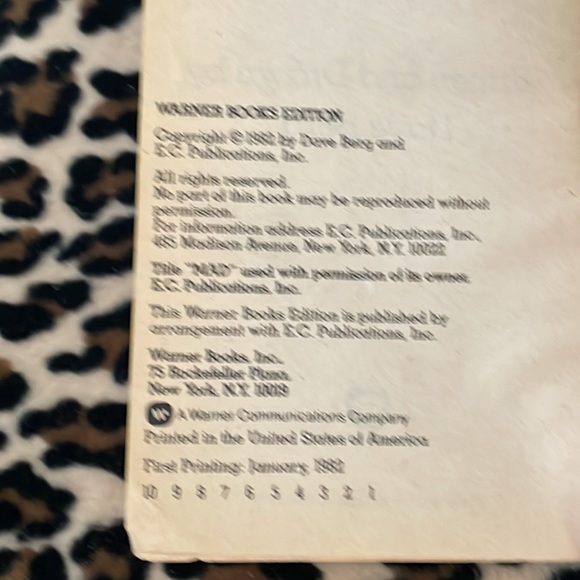 WARNER BOOKS EDITION
Copyright © 1982 by Dave Berg and
E.C. Publications, Inc.
All rights reserved.
No part of this book may be reproduced without
permission.
For information address E.C. Publications, Inc.,
485 Madison Avenue, New York, N.Y. 10022
Title "MAD" used with permission of its owner,
E.C. Publications, Inc.
This Warner Books Edition is published by
arrangement with E.C. Publications, Inc.
Warner Books, Inc.,
75 Rockefeller Plaza,
New York, N.Y. 10019
W A Warner Communications Company
Printed in the United States of America
First Printing: January, 1982
10 9 8 7 6 5 4 3 2 1